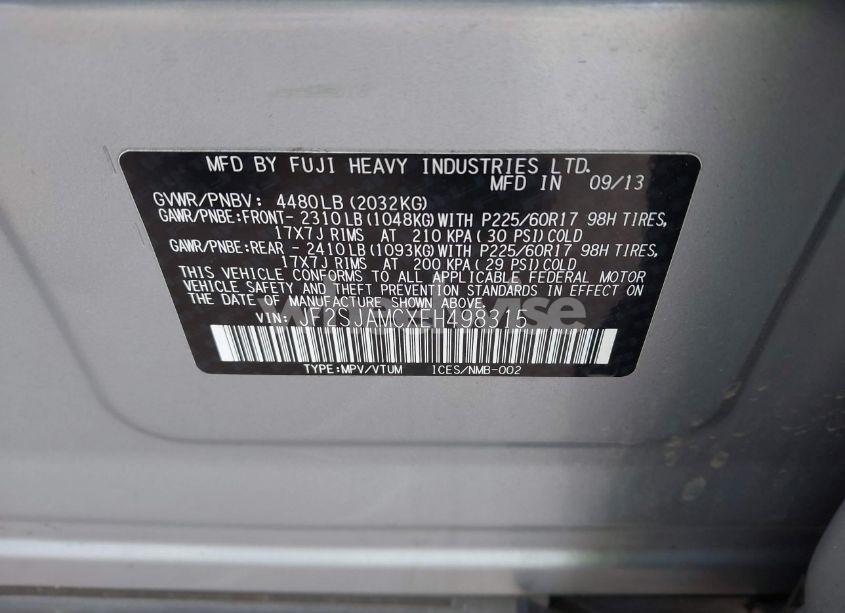 MFD BY FUJI HEAVY INDUSTRIES LTD.
MFD IN 09/13
GVWR/PNBV: 4480LB (2032KG)
GAWR/PNBE:FRONT- 2310LB (1048KG) WITH P225/60R17 98H TIRES,
17X7J RIMS AT 210KPA (30 PSI) COLD
GAWR/PNBE:REAR - 2410LB (1093KG) WITH P225/60R17 98H TIRES,
17X7J RIMS AT 200KPA (29 PSI) COLD
THIS VEHICLE CONFORMS TO ALL APPLICABLE FEDERAL MOTOR
VEHICLE SAFETY AND THEFT PREVENTION STANDARDS IN EFFECT ON
THE DATE OF MANUFACTURE SHOWN ABOVE.
VIN: JF2SJAMCXEH498315
TYPE:MPV/VTUM ICES/NMB-002